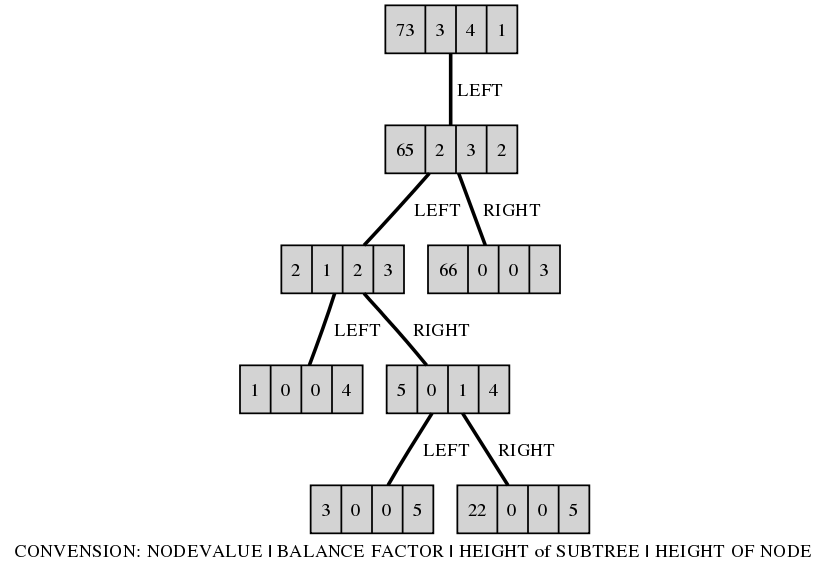 73 3 4 1
LEFT
65 2 3 2
LEFT RIGHT
2 1 2 3 66 0 0 3
LEFT RIGHT
1 0 0 4 5 0 1 4
LEFT RIGHT
3 0 0 5 22 0 0 5
CONVENSION: NODEVALUE | BALANCE FACTOR | HEIGHT of SUBTREE | HEIGHT OF NODE